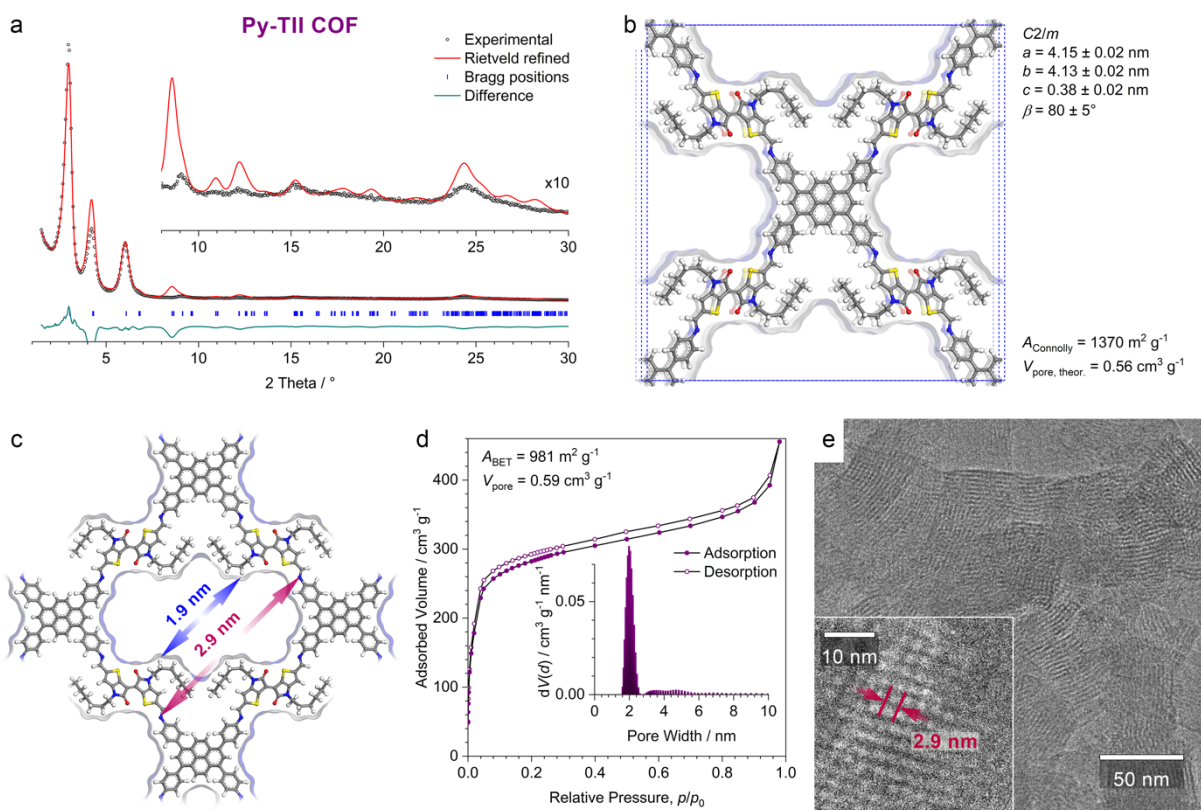 a
Py-TII COF
Experimental
Rietveld refined
Bragg positions
Difference
x10
10 15 20 25 30
5 10 15 20 25 30
2 Theta / °
b
C2/m
a = 4.15 ± 0.02 nm
b = 4.13 ± 0.02 nm
c = 0.38 ± 0.02 nm
β = 80 ± 5°
A_Connolly = 1370 m² g⁻¹
V_pore, theor. = 0.56 cm³ g⁻¹
c
1.9 nm
2.9 nm
d
A_BET = 981 m² g⁻¹
V_pore = 0.59 cm³ g⁻¹
Adsorbed Volume / cm³ g⁻¹
400
300
200
100
0
0.0 0.2 0.4 0.6 0.8 1.0
Relative Pressure, p/p₀
Adsorption
Desorption
dV(d) / cm³ g⁻¹ nm⁻¹
0.05
0.00
0 2 4 6 8 10
Pore Width / nm
e
10 nm
2.9 nm
50 nm